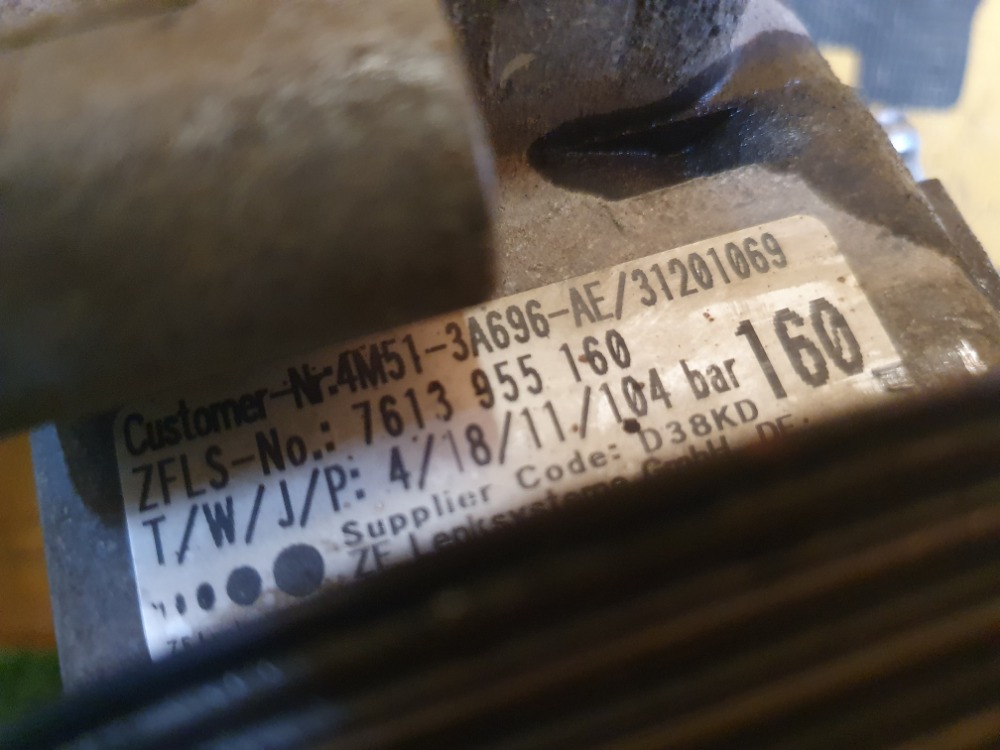 Customer-Nr.4M51-3A696-AE/31201069
ZFLS-No.: 7613 955 160
160
T/W/J/P: 4/18/11/104 bar
Supplier Code: D38KD
ZF Lenksysteme GmbH, DE.